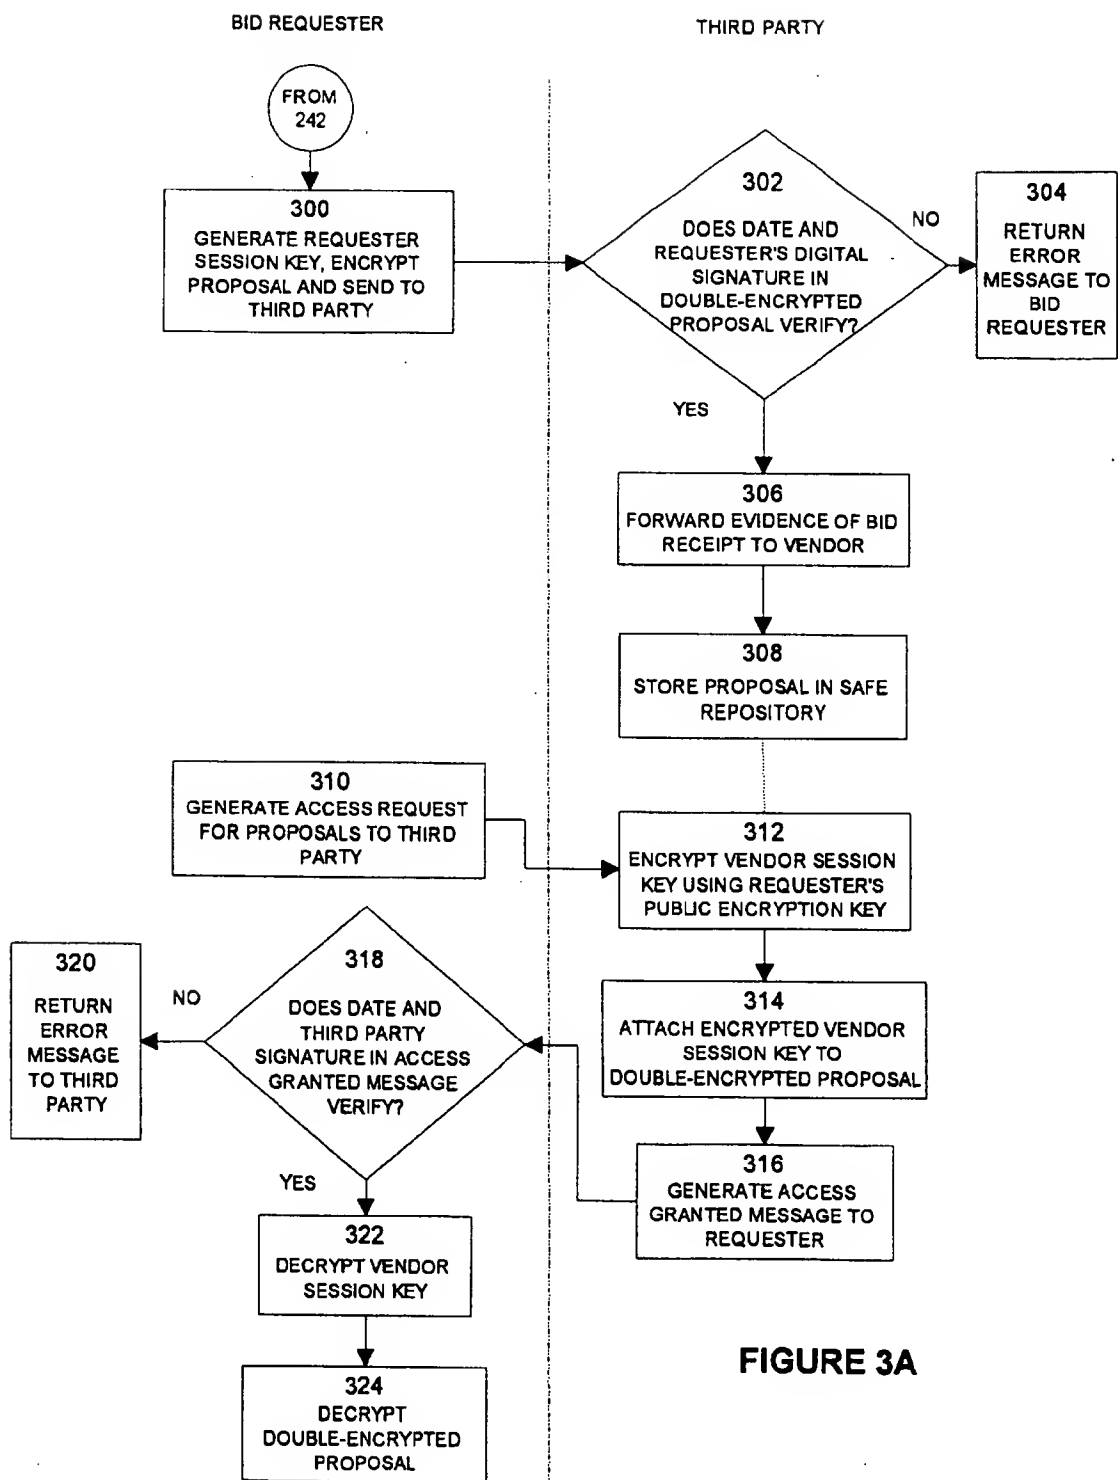 BID REQUESTER
THIRD PARTY
FROM
242
300
GENERATE REQUESTER
SESSION KEY, ENCRYPT
PROPOSAL AND SEND TO
THIRD PARTY
302
DOES DATE AND
REQUESTER'S DIGITAL
SIGNATURE IN
DOUBLE-ENCRYPTED
PROPOSAL VERIFY?
NO
304
RETURN
ERROR
MESSAGE TO
BID
REQUESTER
YES
306
FORWARD EVIDENCE OF BID
RECEIPT TO VENDOR
308
STORE PROPOSAL IN SAFE
REPOSITORY
310
GENERATE ACCESS REQUEST
FOR PROPOSALS TO THIRD
PARTY
312
ENCRYPT VENDOR SESSION
KEY USING REQUESTER'S
PUBLIC ENCRYPTION KEY
314
ATTACH ENCRYPTED VENDOR
SESSION KEY TO
DOUBLE-ENCRYPTED PROPOSAL
316
GENERATE ACCESS
GRANTED MESSAGE TO
REQUESTER
318
DOES DATE AND
THIRD PARTY
SIGNATURE IN ACCESS
GRANTED MESSAGE
VERIFY?
NO
320
RETURN
ERROR
MESSAGE
TO THIRD
PARTY
YES
322
DECRYPT VENDOR
SESSION KEY
324
DECRYPT
DOUBLE-ENCRYPTED
PROPOSAL
FIGURE 3A